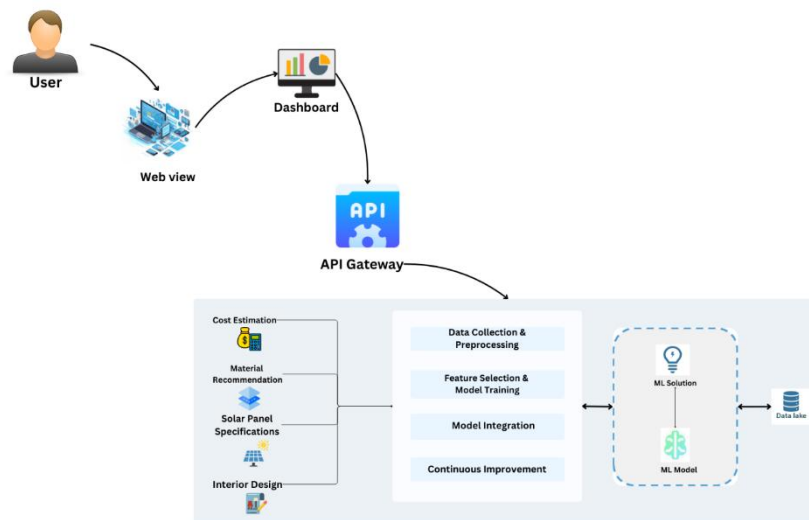 User
Web view
Dashboard
API
API Gateway
Cost Estimation
Material
Recommendation
Solar Panel
Specifications
Interior Design
Data Collection &
Preprocessing
Feature Selection &
Model Training
Model Integration
Continuous Improvement
ML Solution
ML Model
Data lake